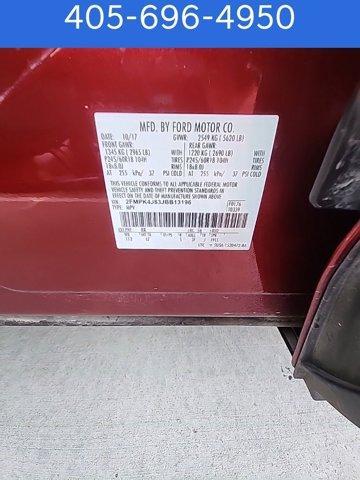 405-696-4950
MFD. BY FORD MOTOR CO.
DATE: 10/17 GVWR: 2549 KG ( 5620 LB)
FRONT GAWR: REAR GAWR:
1345 KG ( 2965 LB) 1220 KG ( 2690 LB)
P245/60R18 104H TIRES P245/60R18 104H TIRES
18x8.0J RIMS 18x8.0J RIMS
AT 255 kPa/ 37 PSI COLD AT 255 kPa/ 37 PSI COLD
THIS VEHICLE CONFORMS TO ALL APPLICABLE FEDERAL MOTOR
VEHICLE SAFETY AND THEFT PREVENTION STANDARDS IN
EFFECT ON THE DATE OF MANUFACTURE SHOWN ABOVE.
VIN: 2FMPK4J83JBB13196
TYPE: MPV
F0176